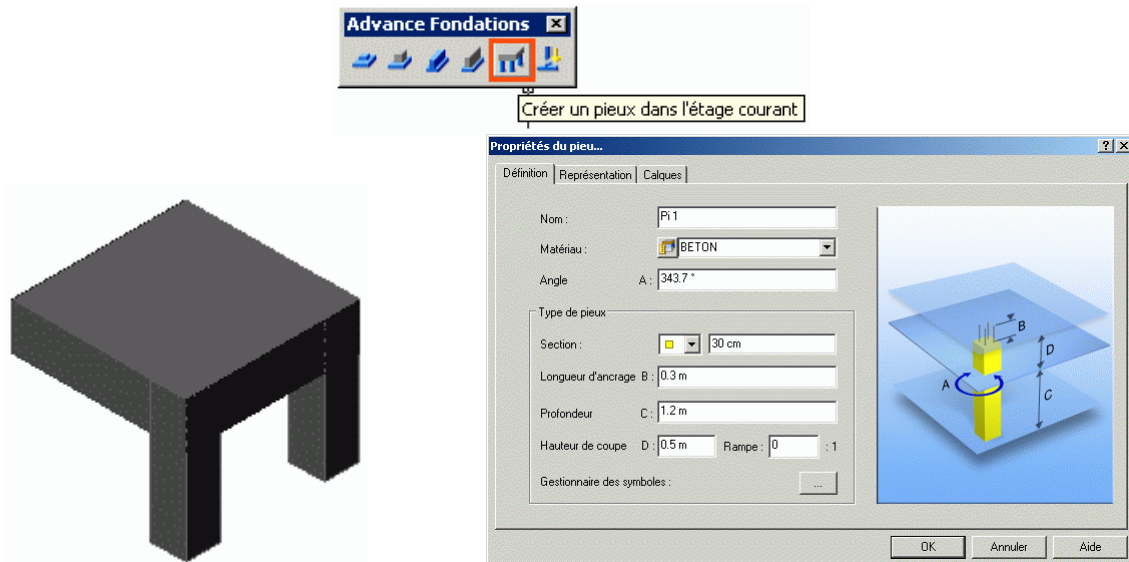 Advance Fondations
Créer un pieux dans l'étage courant
Propriétés du pieu...
Définition Représentation Calques
Nom : Pi 1
Matériau : BETON
Angle A : 343.7 °
Type de pieux
Section : 30 cm
Longueur d'ancrage B : 0.3 m
Profondeur C : 1.2 m
Hauteur de coupe D : 0.5 m Rampe : 0 : 1
Gestionnaire des symboles : ...
B
D
A
C
OK Annuler Aide